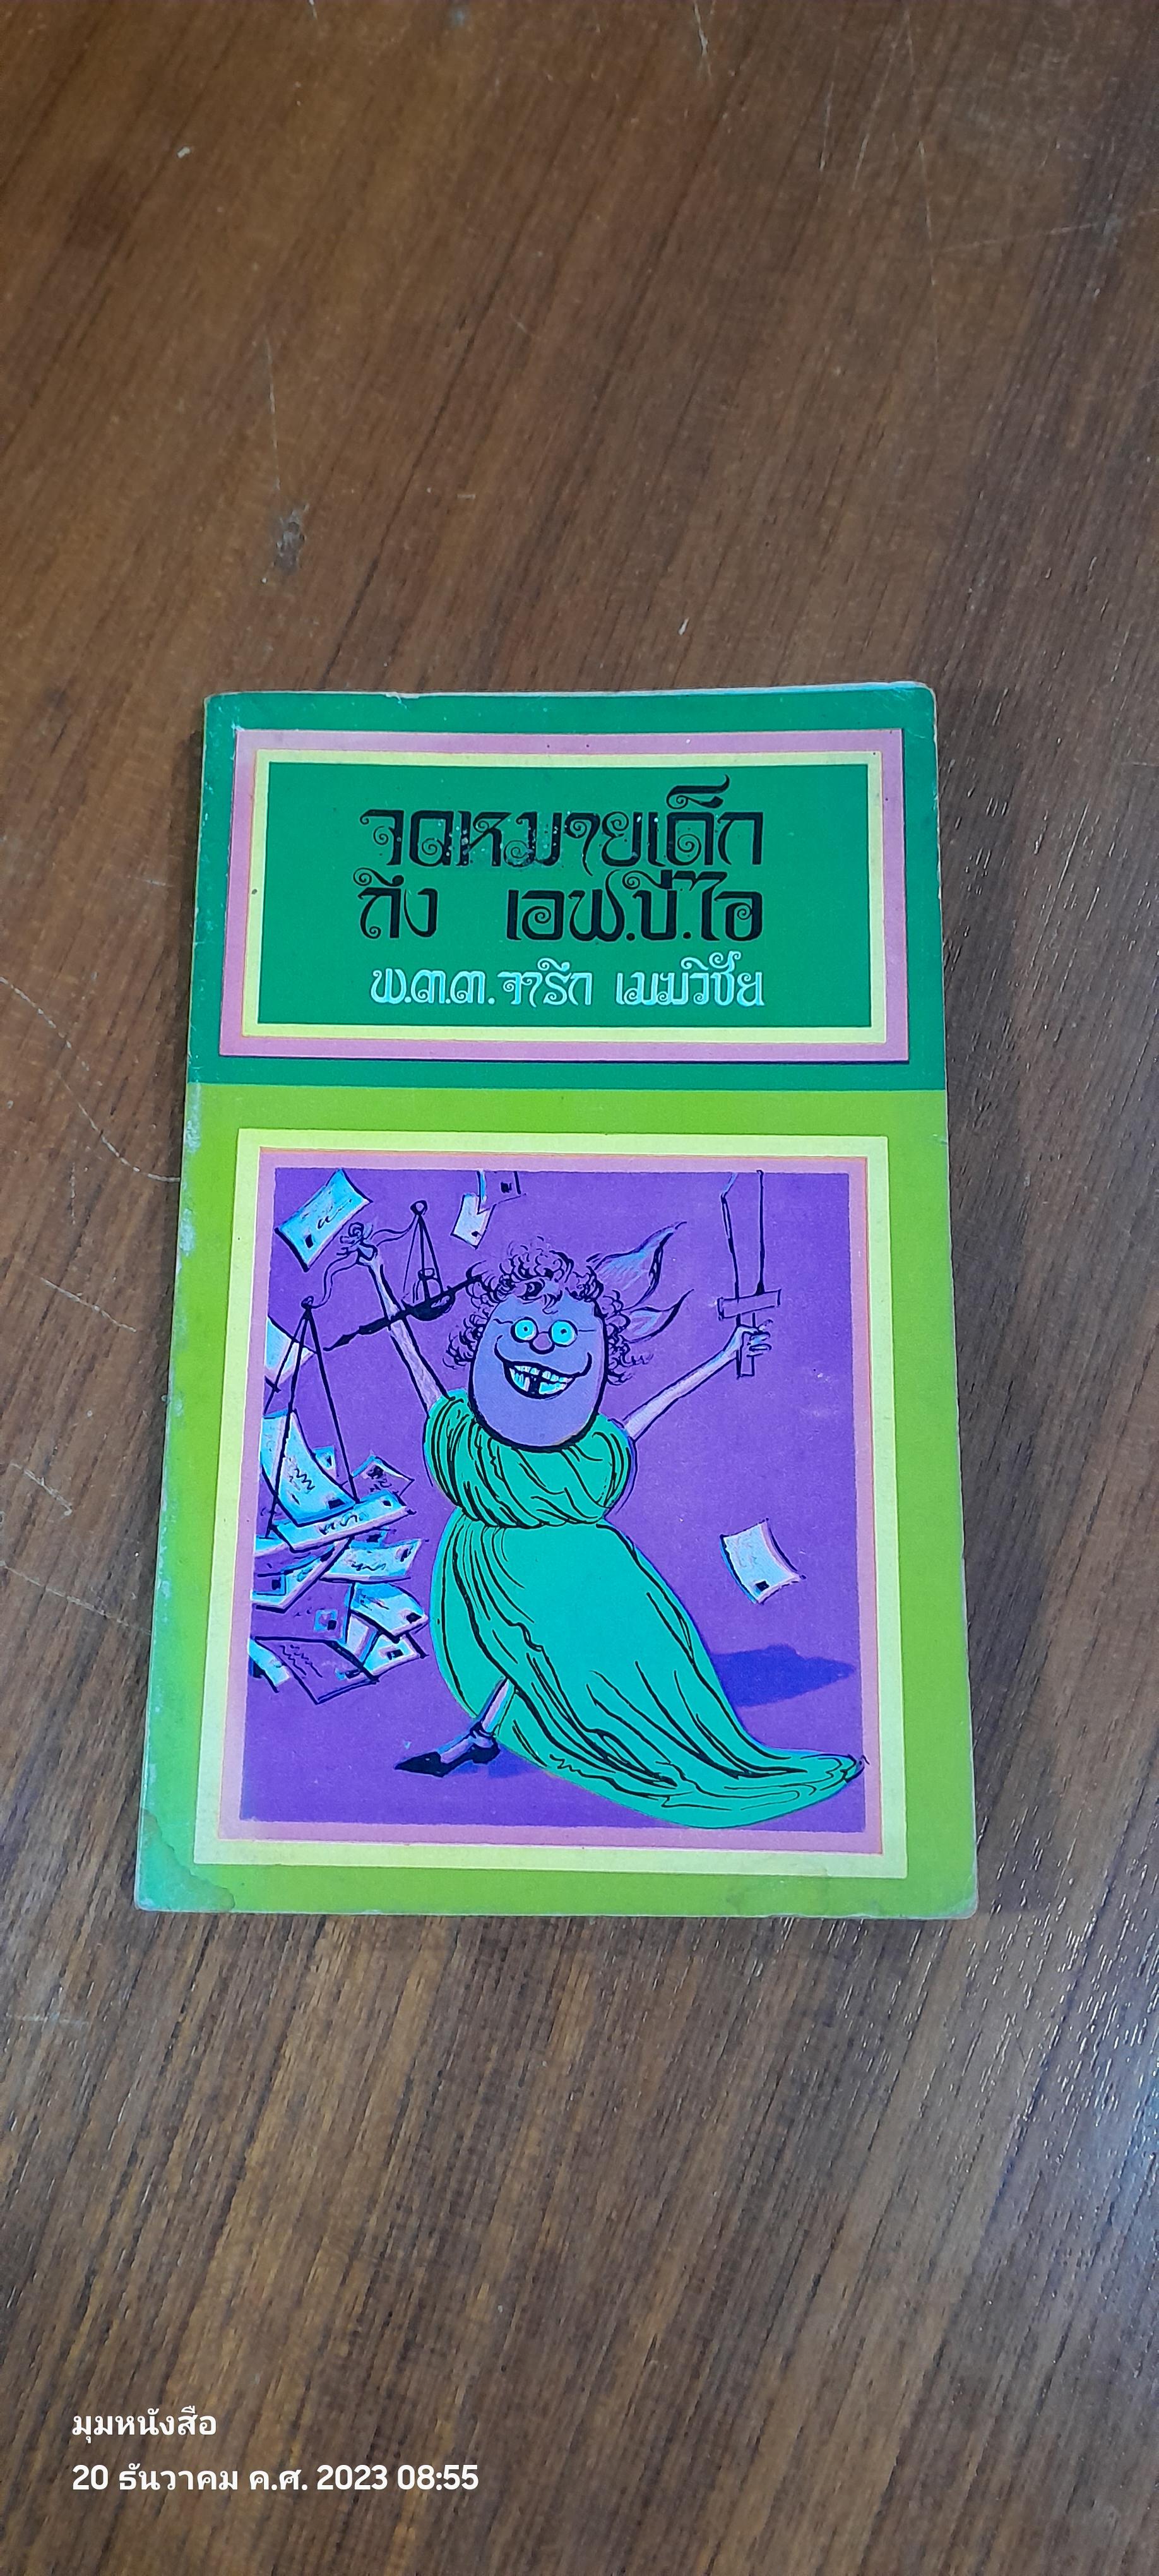 จดหมายเด็ก
ถึง เอฟ.บี.ไอ
พ.ต.ต.จารึก เมฆวิชัย
มุมหนังสือ
20 ธันวาคม ค.ศ. 2023 08:55